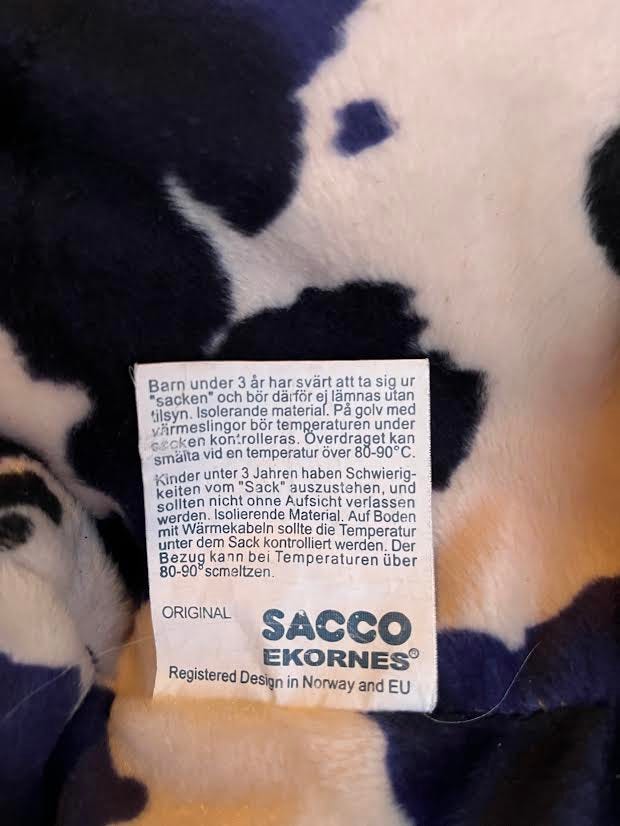 Barn under 3 år har svårt att ta sig ur
"sacken" och bör därför ej lämnas utan
tilsyn. Isolerande material. På golv med
värmeslingor bör temperaturen under
sacken kontrolleras. Överdraget kan
smälta vid en temperatur över 80-90°C.
Kinder unter 3 Jahren haben Schwierig-
keiten vom "Sack" auszustehen, und
sollten nicht ohne Aufsicht verlassen
werden. Isolierende Material. Auf Boden
mit Wärmekabeln sollte die Temperatur
unter dem Sack kontrolliert werden. Der
Bezug kann bei Temperaturen über
80-90° scmeltzen.
ORIGINAL SACCO
EKORNES®
Registered Design in Norway and EU